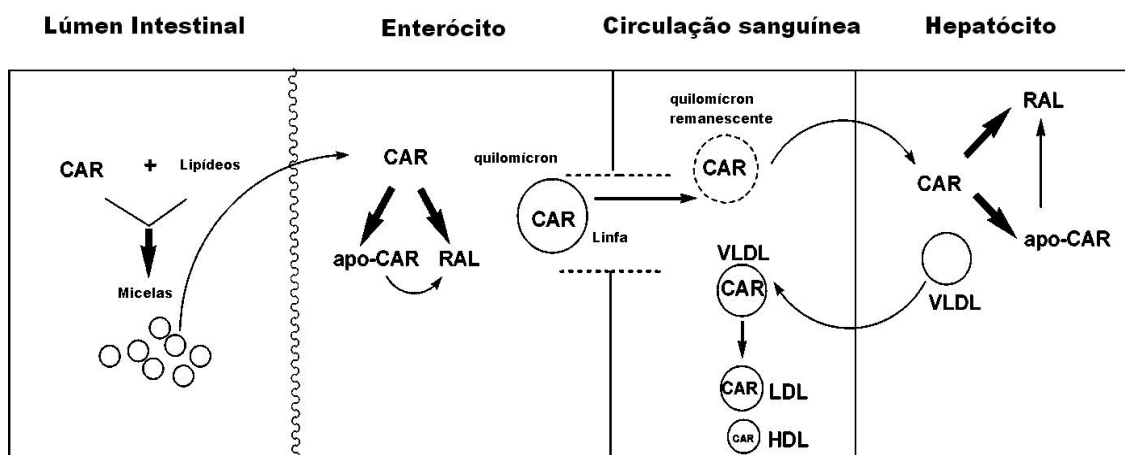 Lúmen Intestinal
Enterócito
Circulação sanguínea
Hepatócito
CAR + Lipídeos
Micelas
CAR
apo-CAR
RAL
quilomícron
CAR
Linfa
quilomícron
remanescente
CAR
VLDL
CAR
CAR LDL
CAR HDL
RAL
CAR
apo-CAR
VLDL